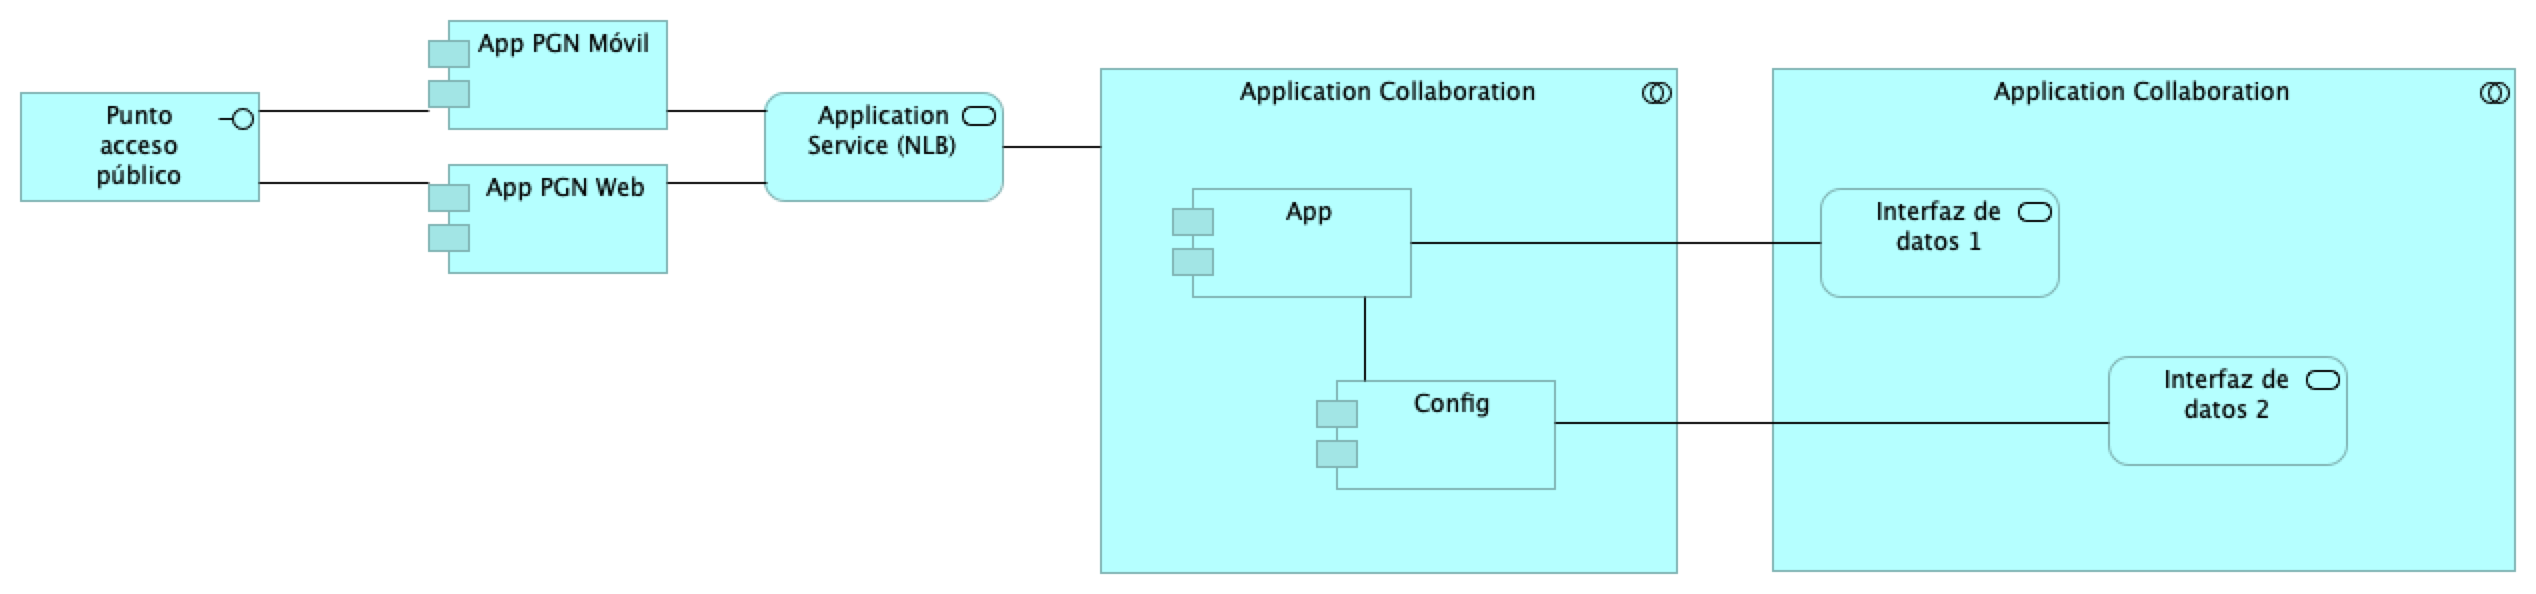 Punto
acceso
público
App PGN Móvil
App PGN Web
Application
Service (NLB)
Application Collaboration
App
Config
Application Collaboration
Interfaz de
datos 1
Interfaz de
datos 2